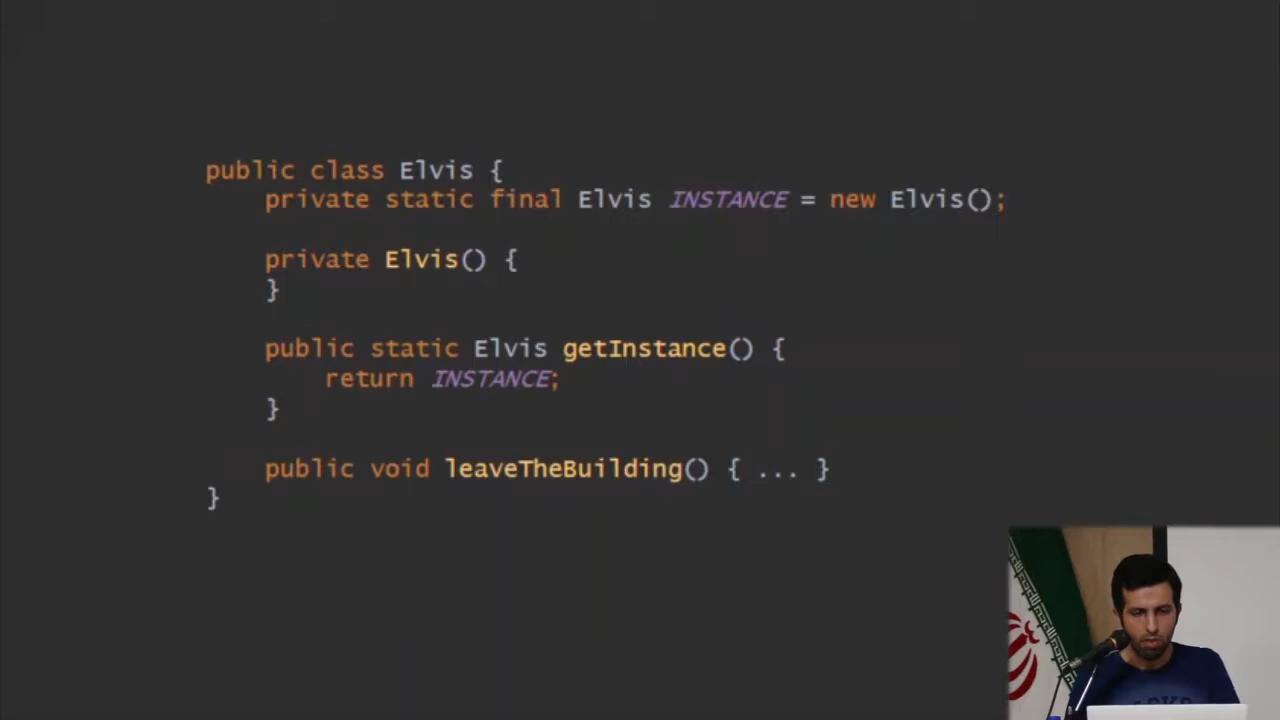 public class Elvis {
private static final Elvis INSTANCE = new Elvis();
private Elvis() {
}
public static Elvis getInstance() {
return INSTANCE;
}
public void leaveTheBuilding() { ... }
}